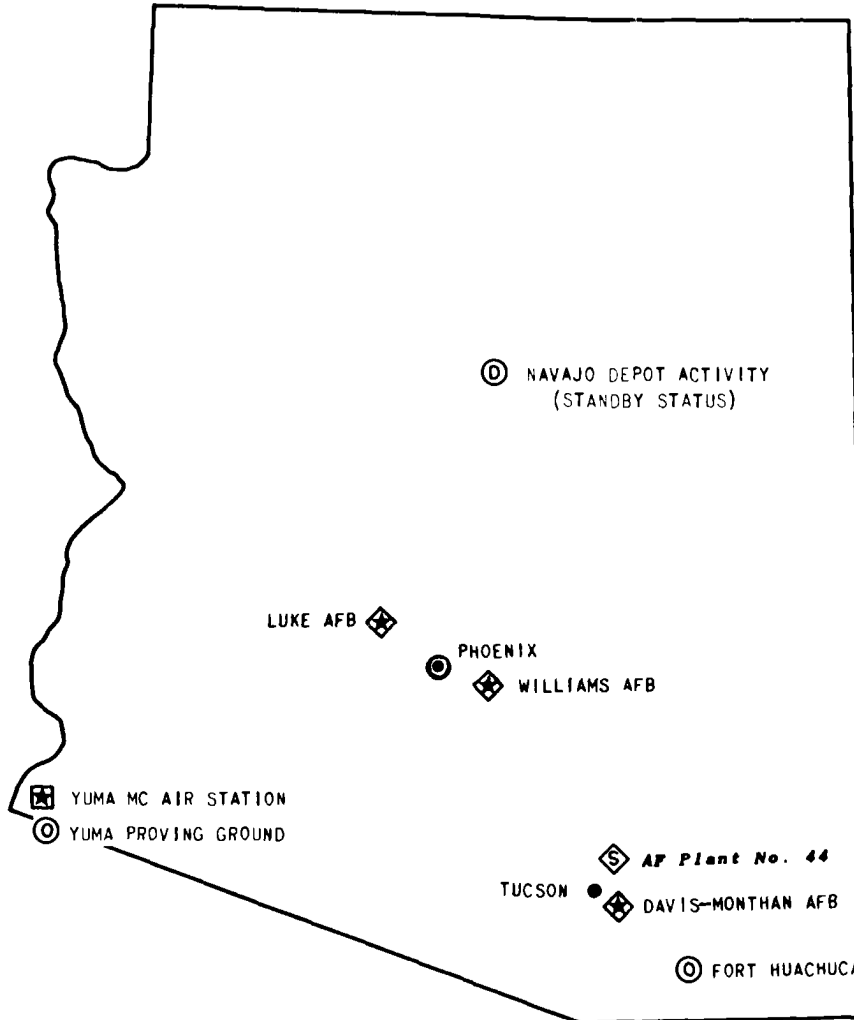 D NAVAJO DEPOT ACTIVITY
(STANDBY STATUS)
LUKE AFB
PHOENIX
WILLIAMS AFB
YUMA MC AIR STATION
O YUMA PROVING GROUND
S AF Plant No. 44
TUCSON
DAVIS-MONTHAN AFB
O FORT HUACHUCA